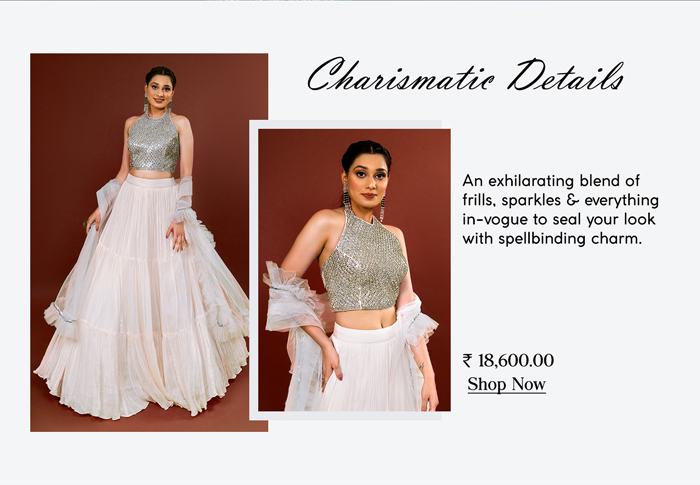 Charismatic Details
An exhilarating blend of
frills, sparkles & everything
in-vogue to seal your look
with spellbinding charm.
₹ 18,600.00
Shop Now